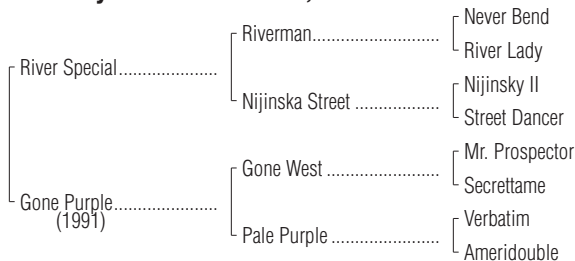 Never Bend
Riverman
River Lady
River Special
Nijinsky II
Nijinska Street
Street Dancer
Mr. Prospector
Gone West
Secrettame
Gone Purple
(1991)
Verbatim
Pale Purple
Ameridouble